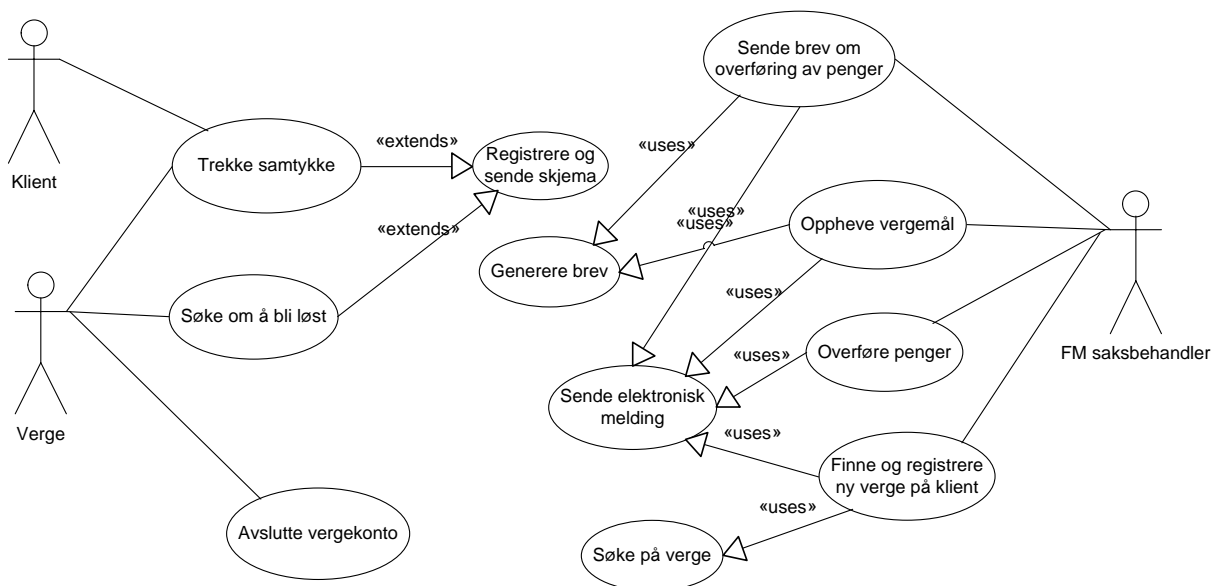 Sende brev om
overføring av penger
Klient
Trekke samtykke
«extends»
Registrere og
sende skjema
«extends»
«uses»
«uses»
«uses»
Generere brev
Oppheve vergemål
Verge
Søke om å bli løst
«uses»
Overføre penger
FM saksbehandler
«uses»
Sende elektronisk
melding
«uses»
Finne og registrere
ny verge på klient
Avslutte vergekonto
«uses»
Søke på verge